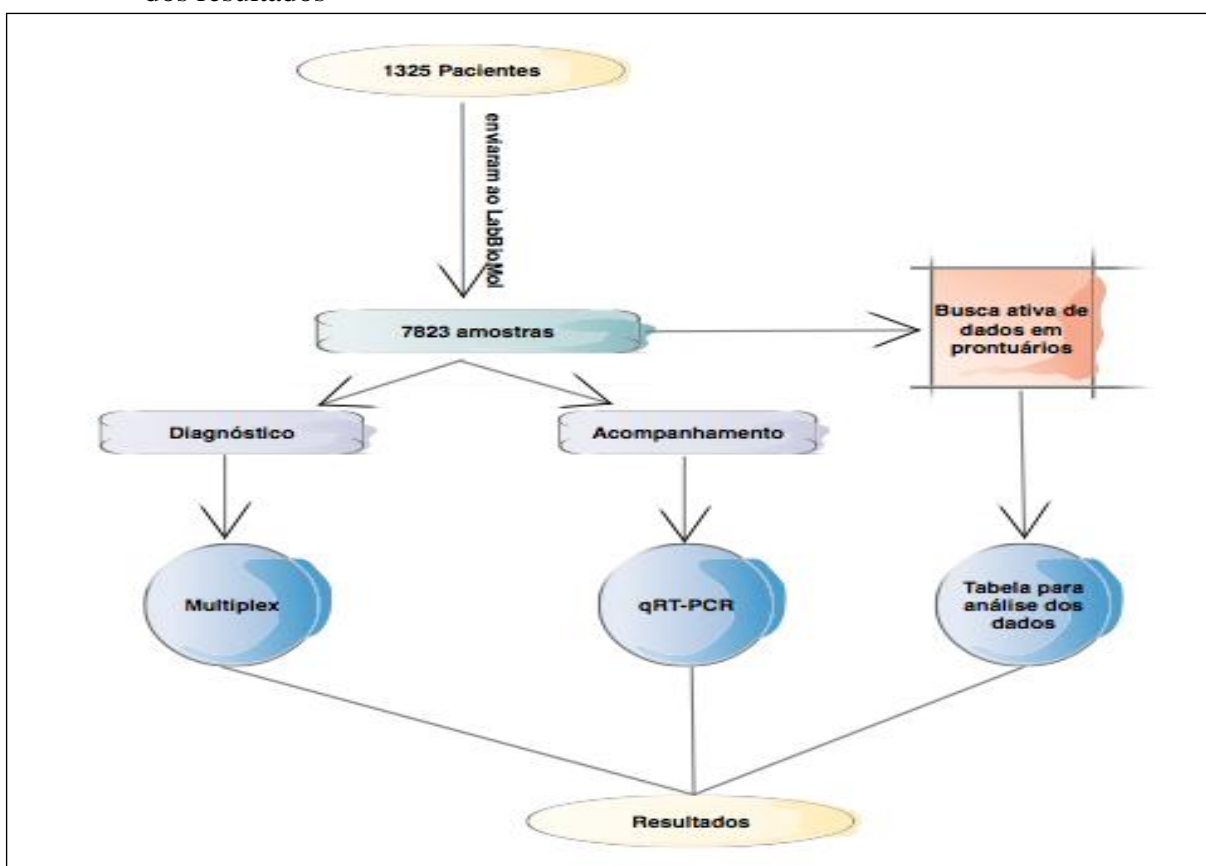 dos resultados
1325 Pacientes
enviaram ao LabBioMol
7823 amostras
Busca ativa de
dados em
prontuários
Diagnóstico
Acompanhamento
Multiplex
qRT-PCR
Tabela para
análise dos
dados
Resultados